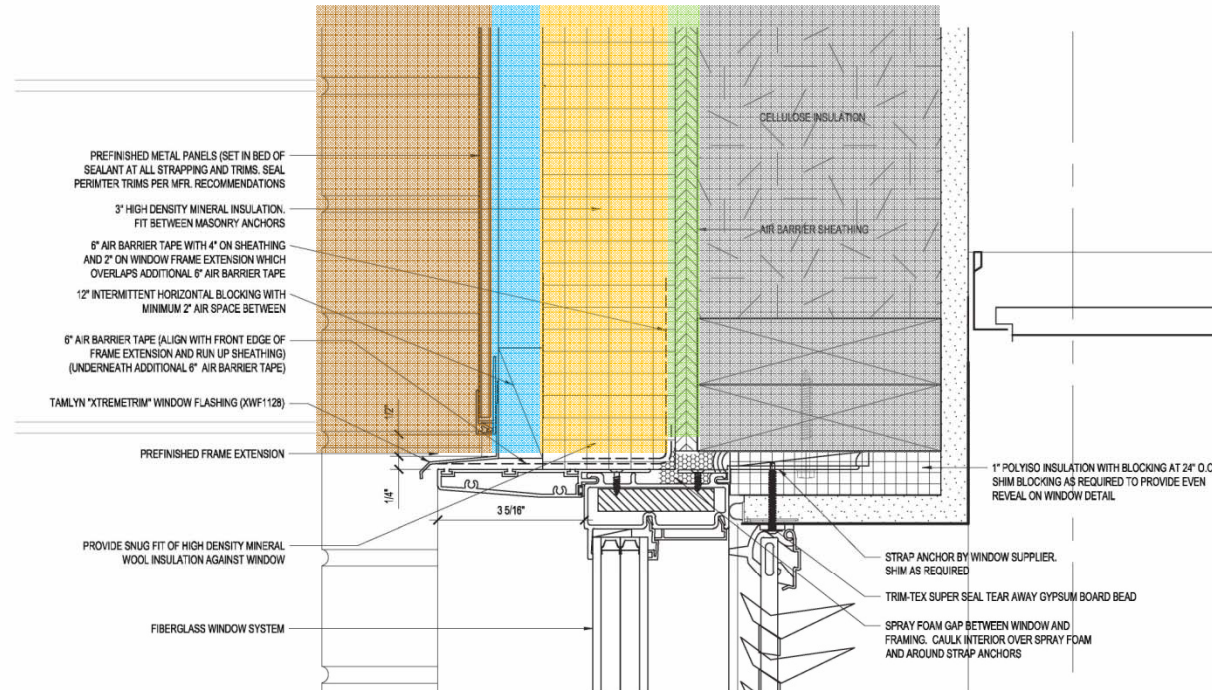 CELLULOSE INSULATION
PREFINISHED METAL PANELS (SET IN BED OF
SEALANT AT ALL STRAPPING AND TRIMS. SEAL
PERIMTER TRIMS PER MFR. RECOMMENDATIONS
3" HIGH DENSITY MINERAL INSULATION.
FIT BETWEEN MASONRY ANCHORS
AIR BARRIER SHEATHING
6" AIR BARRIER TAPE WITH 4" ON SHEATHING
AND 2" ON WINDOW FRAME EXTENSION WHICH
OVERLAPS ADDITIONAL 6" AIR BARRIER TAPE
12" INTERMITTENT HORIZONTAL BLOCKING WITH
MINIMUM 2" AIR SPACE BETWEEN
6" AIR BARRIER TAPE (ALIGN WITH FRONT EDGE OF
FRAME EXTENSION AND RUN UP SHEATHING)
(UNDERNEATH ADDITIONAL 6" AIR BARRIER TAPE)
TAMLYN "XTREMETRIM" WINDOW FLASHING (XWF1128)
1/2"
PREFINISHED FRAME EXTENSION
1/4"
3 5/16"
1" POLYISO INSULATION WITH BLOCKING AT 24" O.C
SHIM BLOCKING AS REQUIRED TO PROVIDE EVEN
REVEAL ON WINDOW DETAIL
PROVIDE SNUG FIT OF HIGH DENSITY MINERAL
WOOL INSULATION AGAINST WINDOW
STRAP ANCHOR BY WINDOW SUPPLIER.
SHIM AS REQUIRED
TRIM-TEX SUPER SEAL TEAR AWAY GYPSUM BOARD BEAD
FIBERGLASS WINDOW SYSTEM
SPRAY FOAM GAP BETWEEN WINDOW AND
FRAMING. CAULK INTERIOR OVER SPRAY FOAM
AND AROUND STRAP ANCHORS